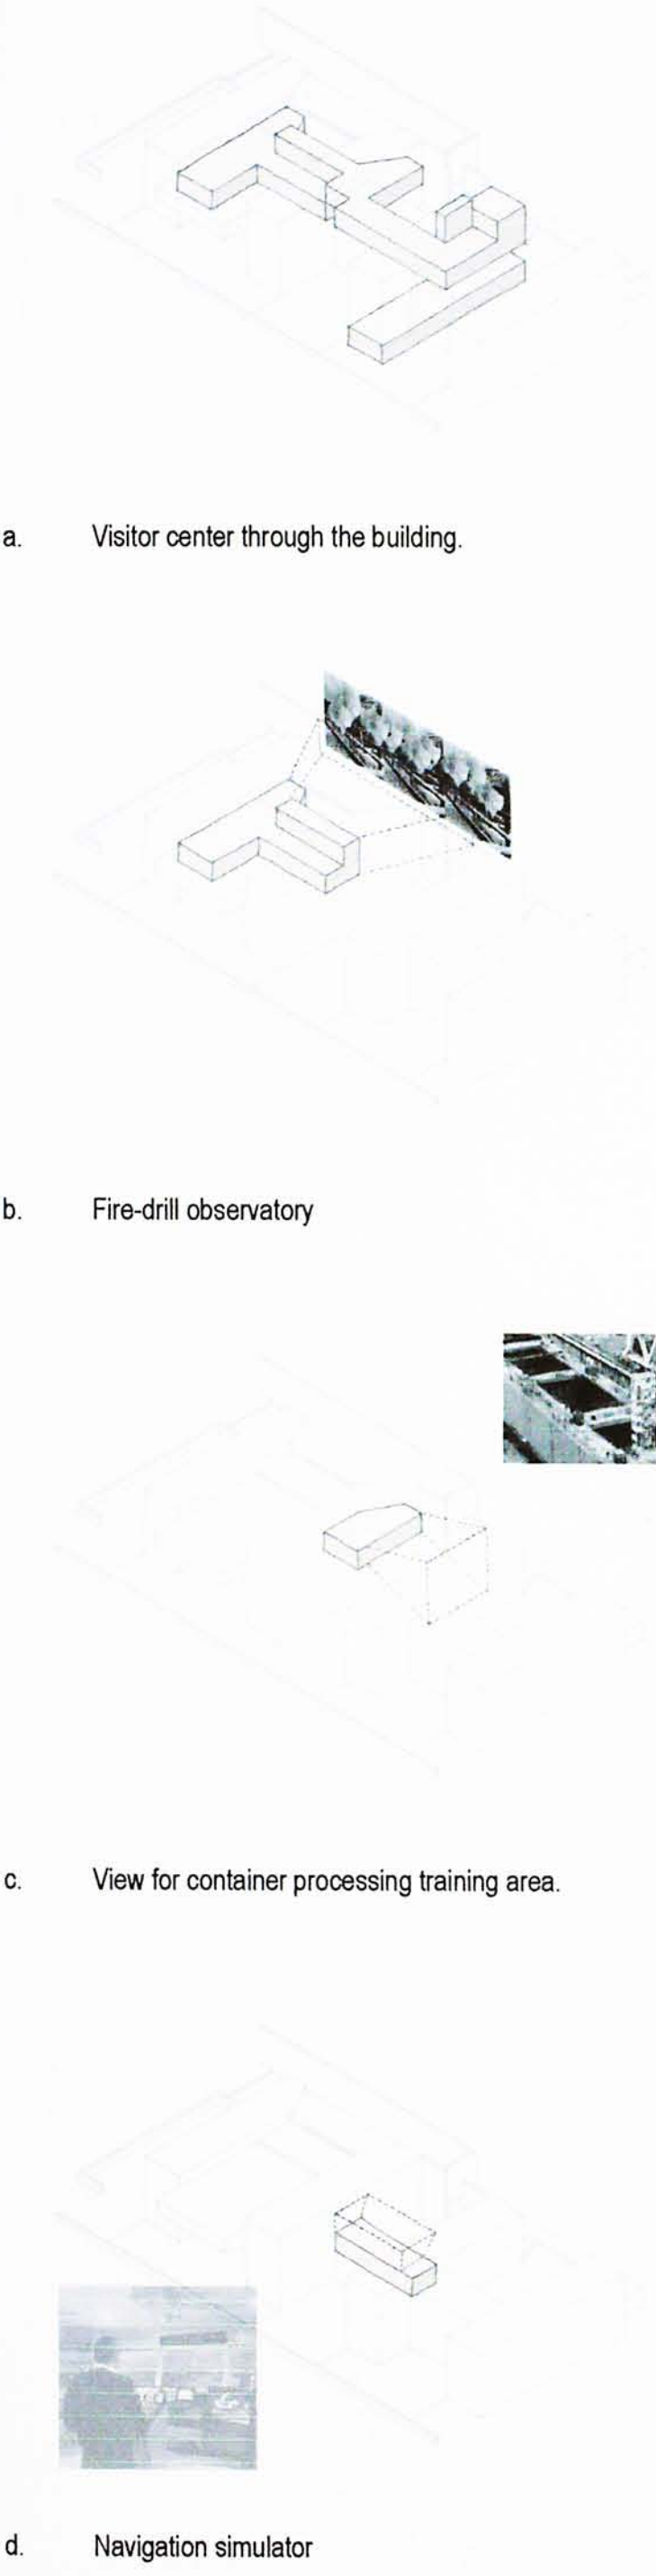 a. Visitor center through the building.
b. Fire-drill observatory
c. View for container processing training area.
d. Navigation simulator